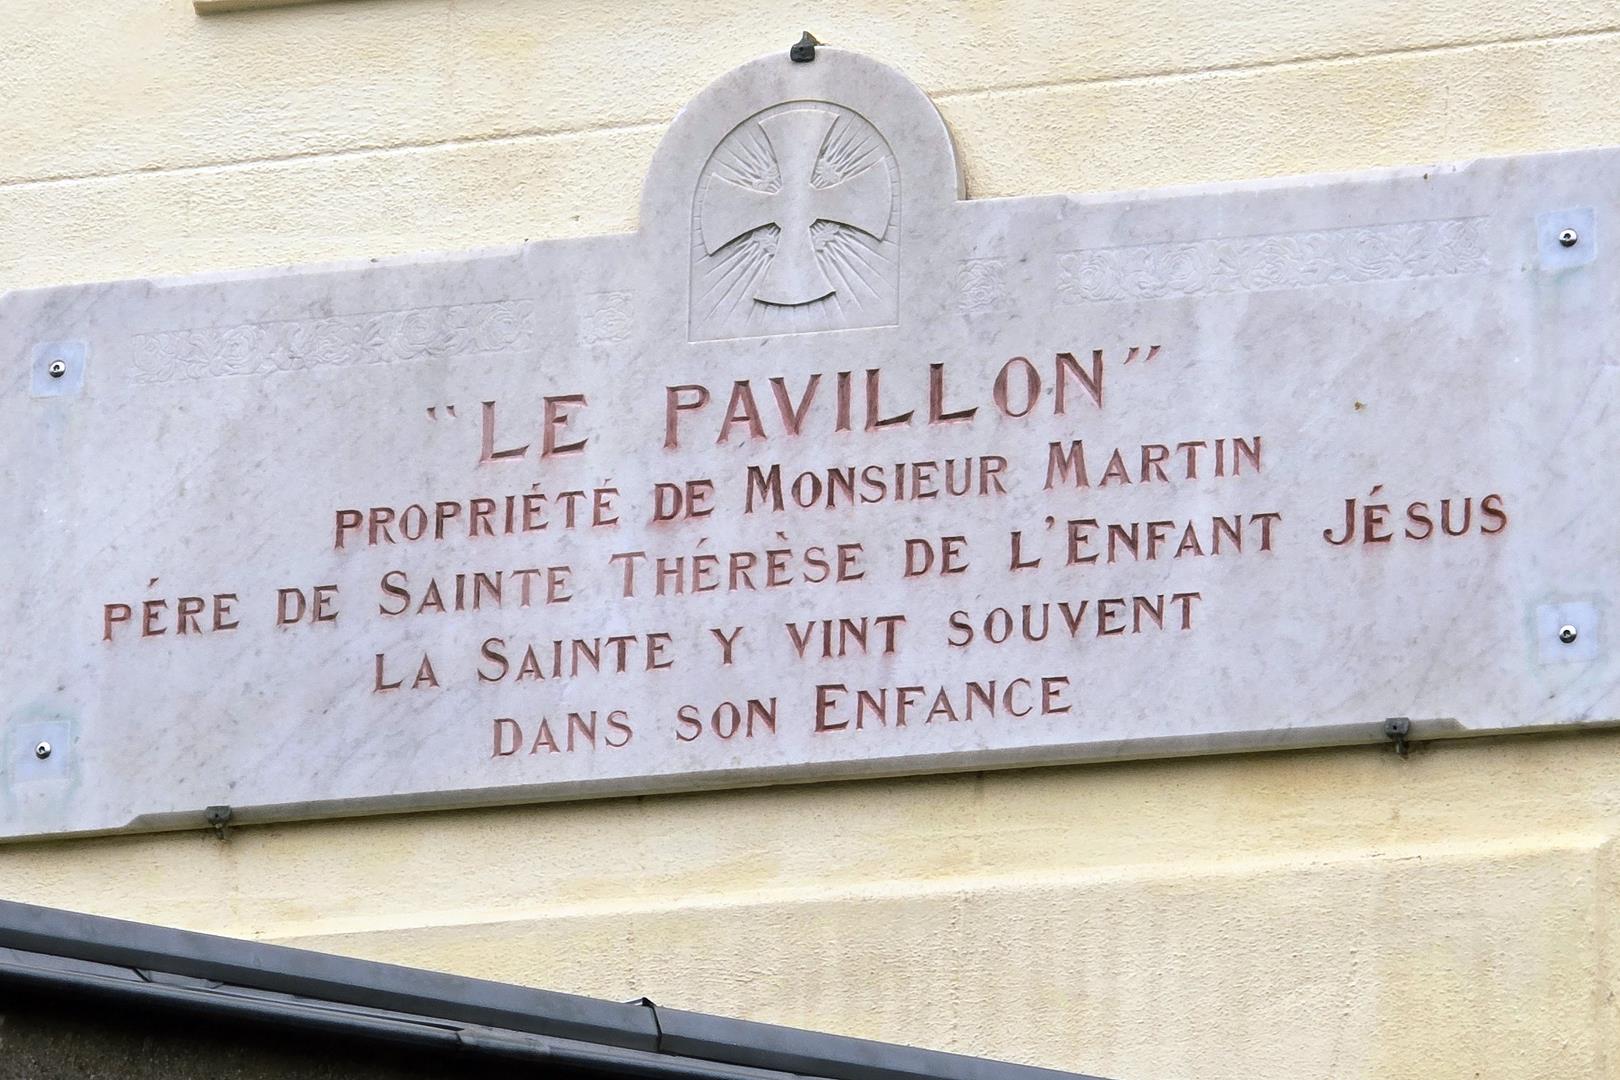 "LE PAVILLON"
PROPRIÉTÉ DE MONSIEUR MARTIN
PÉRE DE SAINTE THÉRÈSE DE L'ENFANT JÉSUS
LA SAINTE Y VINT SOUVENT
DANS SON ENFANCE